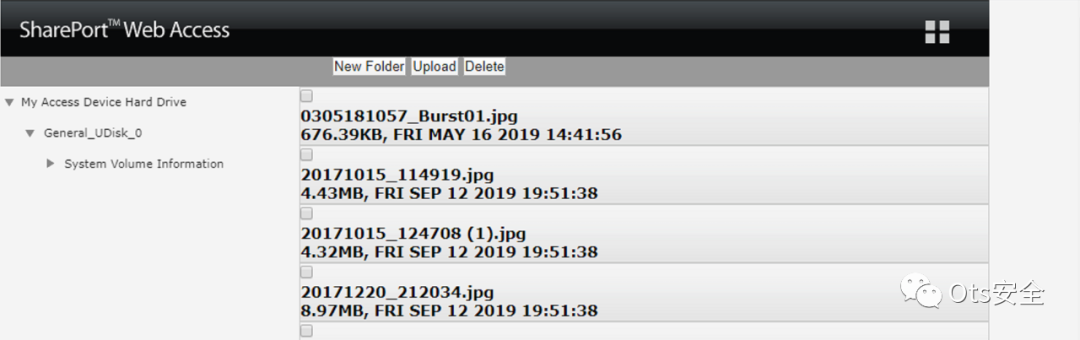 SharePort™ Web Access
New Folder Upload Delete
My Access Device Hard Drive
General_UDisk_0
System Volume Information
0305181057_Burst01.jpg
676.39KB, FRI MAY 16 2019 14:41:56
20171015_114919.jpg
4.43MB, FRI SEP 12 2019 19:51:38
20171015_124708 (1).jpg
4.32MB, FRI SEP 12 2019 19:51:38
20171220_212034.jpg
8.97MB, FRI SEP 12 2019 19:51:38
Ots安全